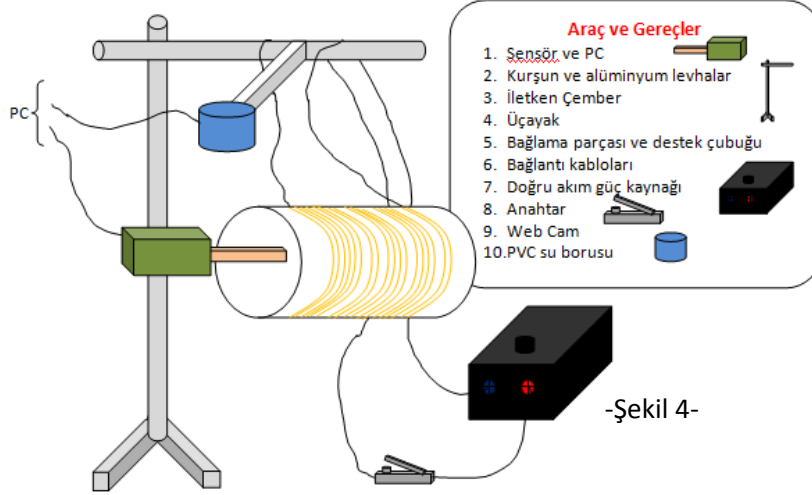 Araç ve Gereçler
1. Sensör ve PC
2. Kurşun ve alüminyum levhalar
3. İletken Çember
4. Üçayak
5. Bağlama parçası ve destek çubuğu
6. Bağlantı kabloları
7. Doğru akım güç kaynağı
8. Anahtar
9. Web Cam
10.PVC su borusu
PC
-Şekil 4-